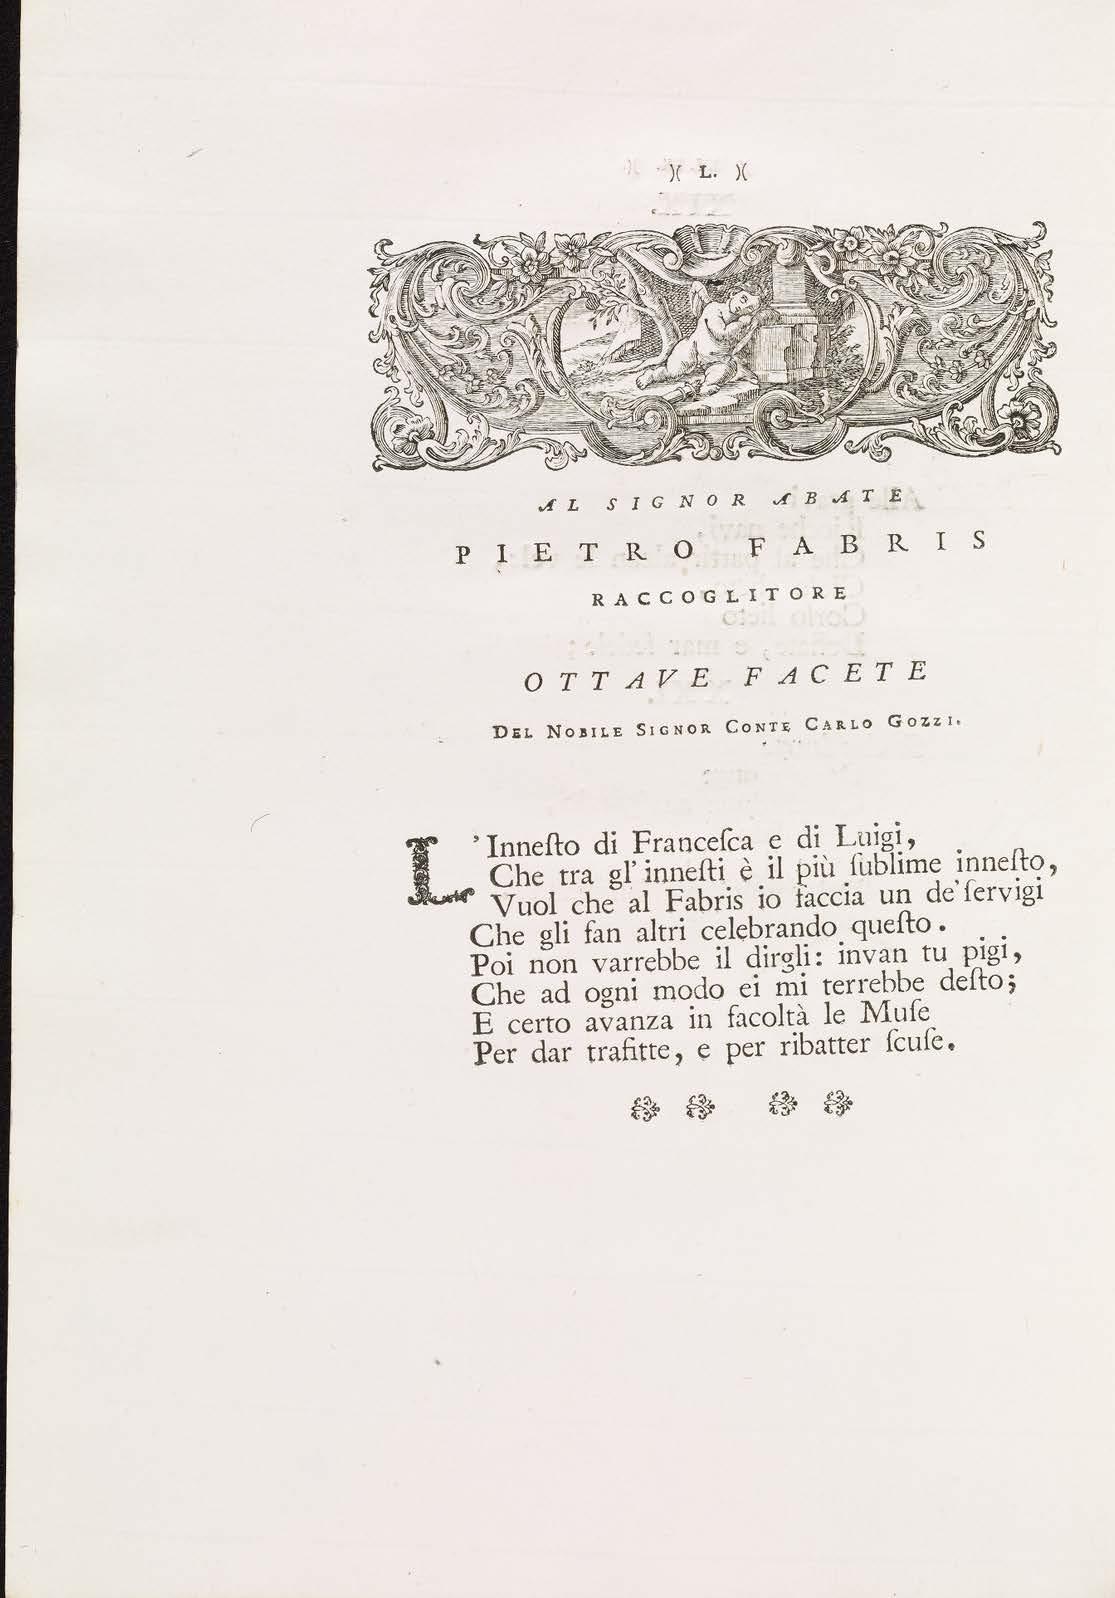 )( L. )(
AL SIGNOR ABATE
PIETRO FABRIS
RACCOGLITORE
OTTAVE FACETE
DEL NOBILE SIGNOR CONTE CARLO GOZZI.
L'Inneſto di Franceſca e di Luigi,
Che tra gl' inneſti è il più ſublime inneſto,
Vuol che al Fabris io faccia un de' ſervigi
Che gli fan altri celebrando queſto.
Poi non varrebbe il dirgli: invan tu pigi,
Che ad ogni modo ei mi terrebbe deſto;
E certo avanza in facoltà le Muſe
Per dar trafitte, e per ribatter ſcuſe.